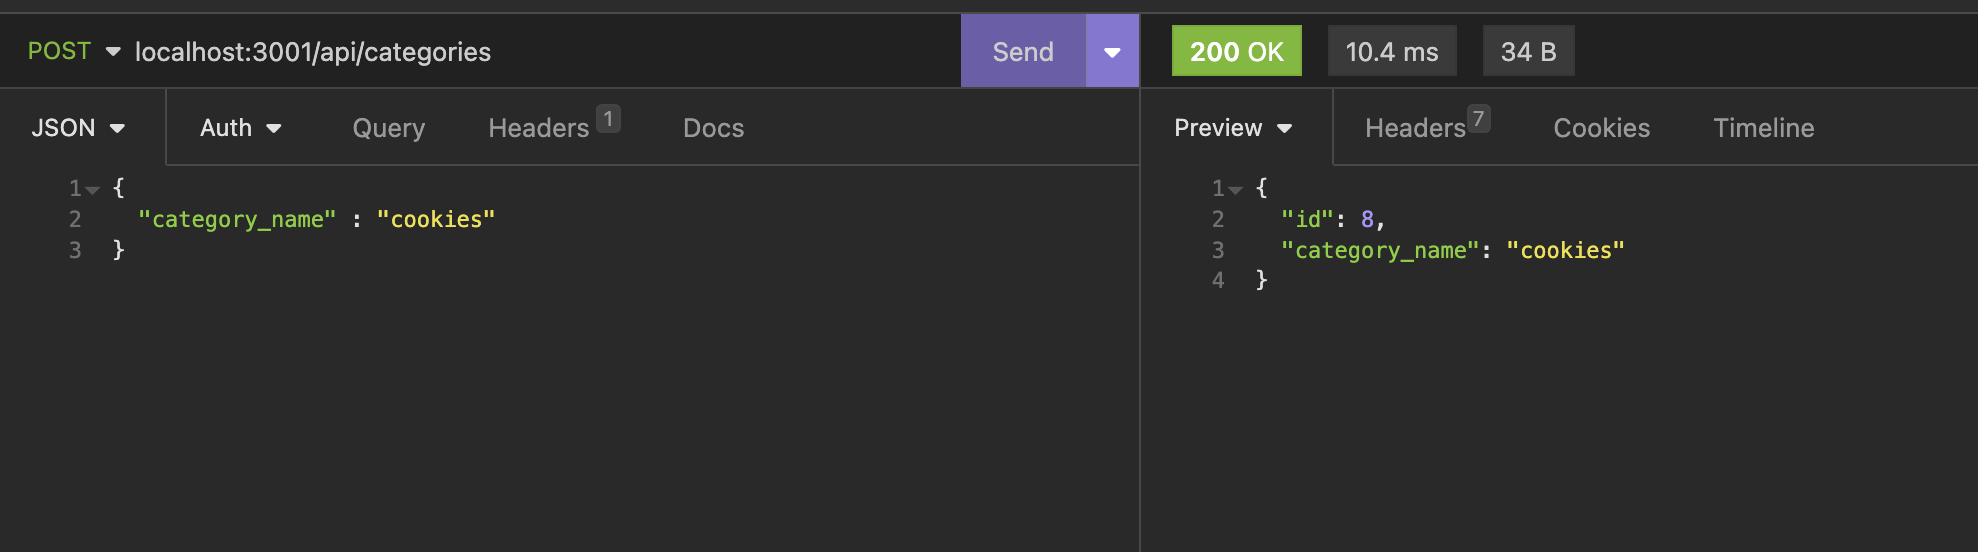 POST localhost:3001/api/categories Send 200 OK 10.4 ms 34 B
JSON Auth Query Headers 1 Docs Preview Headers 7 Cookies Timeline
1 {
2 "category_name" : "cookies"
3 }
1 {
2 "id": 8,
3 "category_name": "cookies"
4 }